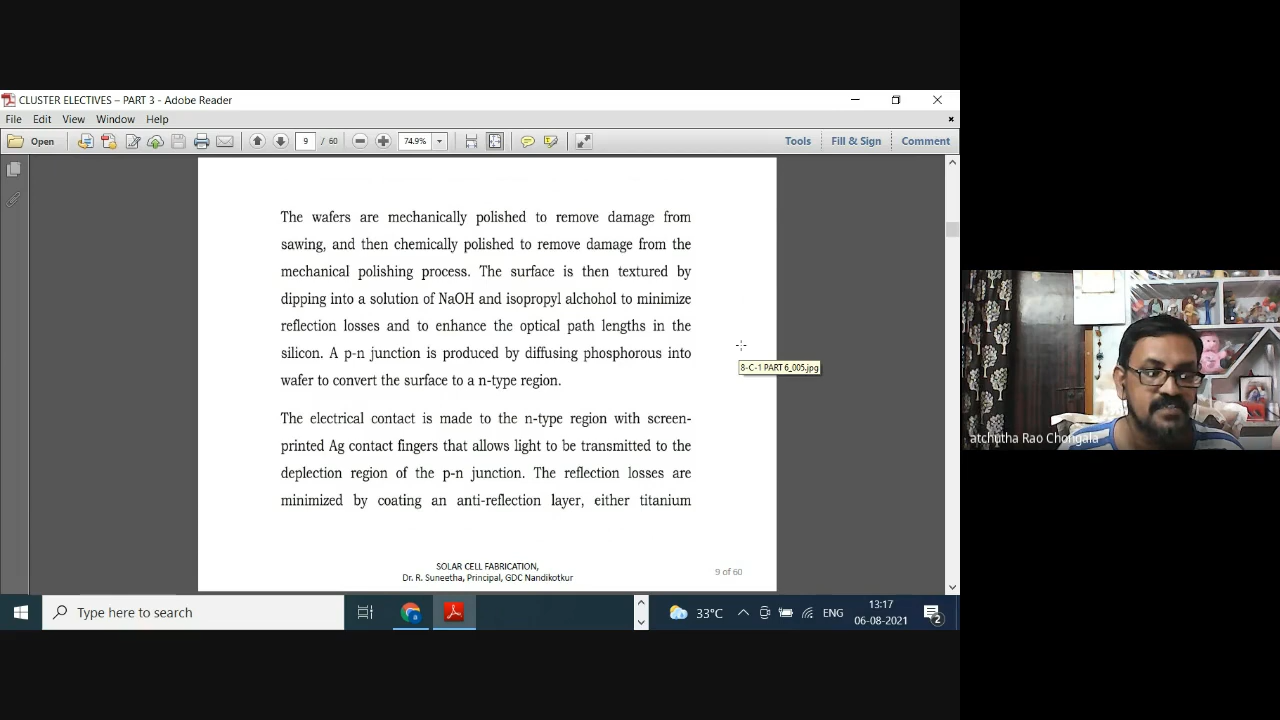 CLUSTER ELECTIVES – PART 3 - Adobe Reader
File Edit View Window Help
Open 9 / 60 74.9% Tools Fill & Sign Comment
The wafers are mechanically polished to remove damage from
sawing, and then chemically polished to remove damage from the
mechanical polishing process. The surface is then textured by
dipping into a solution of NaOH and isopropyl alchohol to minimize
reflection losses and to enhance the optical path lengths in the
silicon. A p-n junction is produced by diffusing phosphorous into
wafer to convert the surface to a n-type region.
8-C-1 PART 6_005.jpg
The electrical contact is made to the n-type region with screen-
printed Ag contact fingers that allows light to be transmitted to the
deplection region of the p-n junction. The reflection losses are
minimized by coating an anti-reflection layer, either titanium
SOLAR CELL FABRICATION,
Dr. R. Suneetha, Principal, GDC Nandikotkur
9 of 60
atchutha Rao Chongala
Type here to search
33°C
ENG
13:17
06-08-2021
2